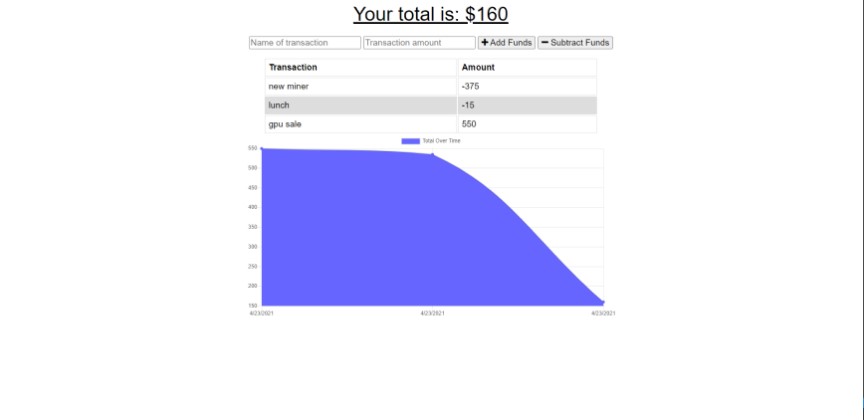 Your total is: $160
Name of transaction Transaction amount + Add Funds − Subtract Funds
Transaction Amount
new miner -375
lunch -15
gpu sale 550
Total Over Time
550
500
450
400
350
300
250
200
150
4/23/2021 4/23/2021 4/23/2021